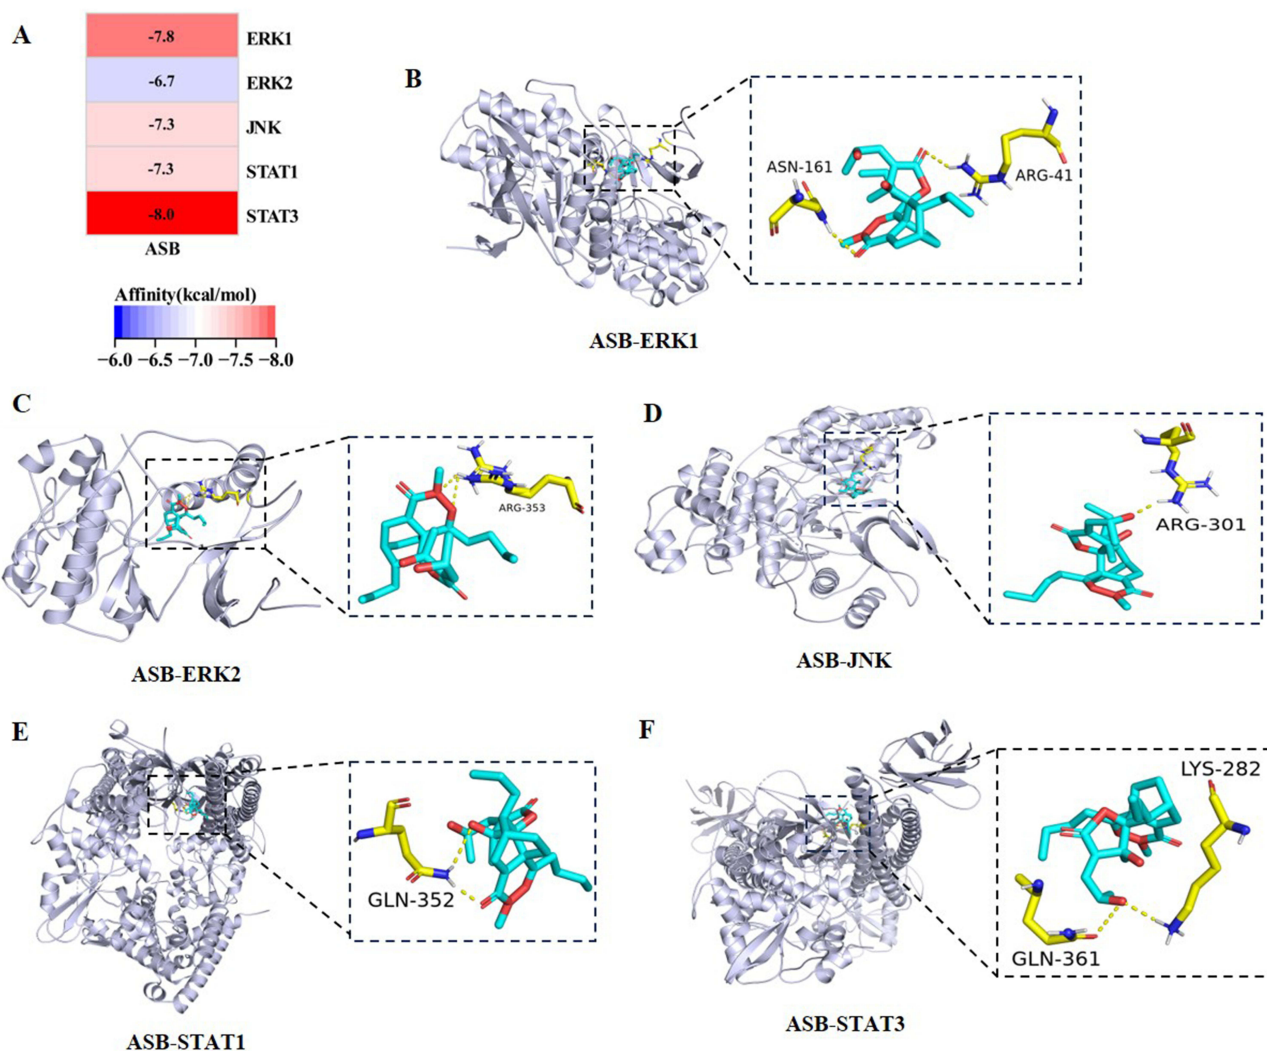 A
-7.8 ERK1
-6.7 ERK2
-7.3 JNK
-7.3 STAT1
-8.0 STAT3
ASB
Affinity(kcal/mol)
−6.0 −6.5 −7.0 −7.5 −8.0
B
ASN-161
ARG-41
ASB-ERK1
C
ARG-353
ASB-ERK2
D
ARG-301
ASB-JNK
E
GLN-352
ASB-STAT1
F
LYS-282
GLN-361
ASB-STAT3